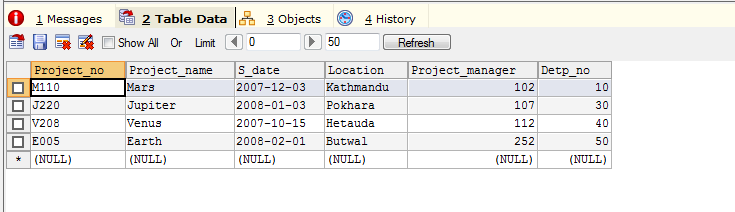 1 Messages 2 Table Data 3 Objects 4 History
Show All Or Limit 0 50 Refresh
Project_no Project_name S_date Location Project_manager Detp_no
M110 Mars 2007-12-03 Kathmandu 102 10
J220 Jupiter 2008-01-03 Pokhara 107 30
V208 Venus 2007-10-15 Hetauda 112 40
E005 Earth 2008-02-01 Butwal 252 50
* (NULL) (NULL) (NULL) (NULL) (NULL) (NULL)